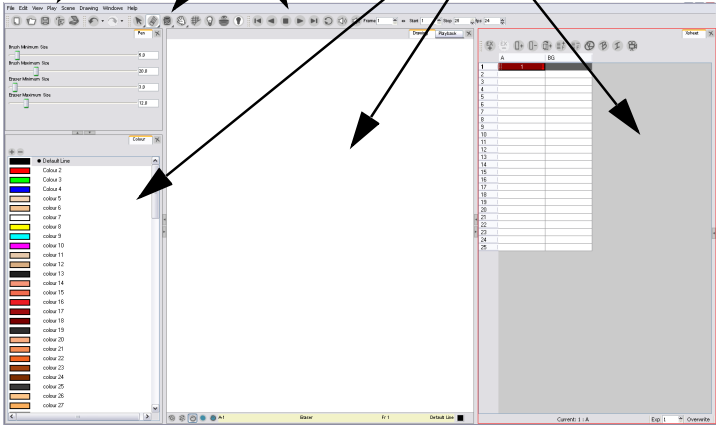 File Edit View Play Scene Drawing Windows Help
Frame 1 Start 1 Stop 28 fps 24
Pen
Brush Minimum Size
5.0
Brush Maximum Size
20.0
Eraser Minimum Size
3.0
Eraser Maximum Size
12.0
Colour
Default Line
Colour 2
Colour 3
Colour 4
colour 5
colour 6
colour 7
colour 8
colour 9
colour 10
colour 11
colour 12
colour 13
colour 14
colour 15
colour 16
colour 17
colour 18
colour 19
colour 20
colour 21
colour 22
colour 23
colour 24
colour 25
colour 26
colour 27
Playback
A-1 Eraser Fr 1 Default Line
Xsheet
A BG
1 1
2
3
4
5
6
7
8
9
10
11
12
13
14
15
16
17
18
19
20
21
22
23
24
25
Current: 1 : A Exp 1 Overwrite